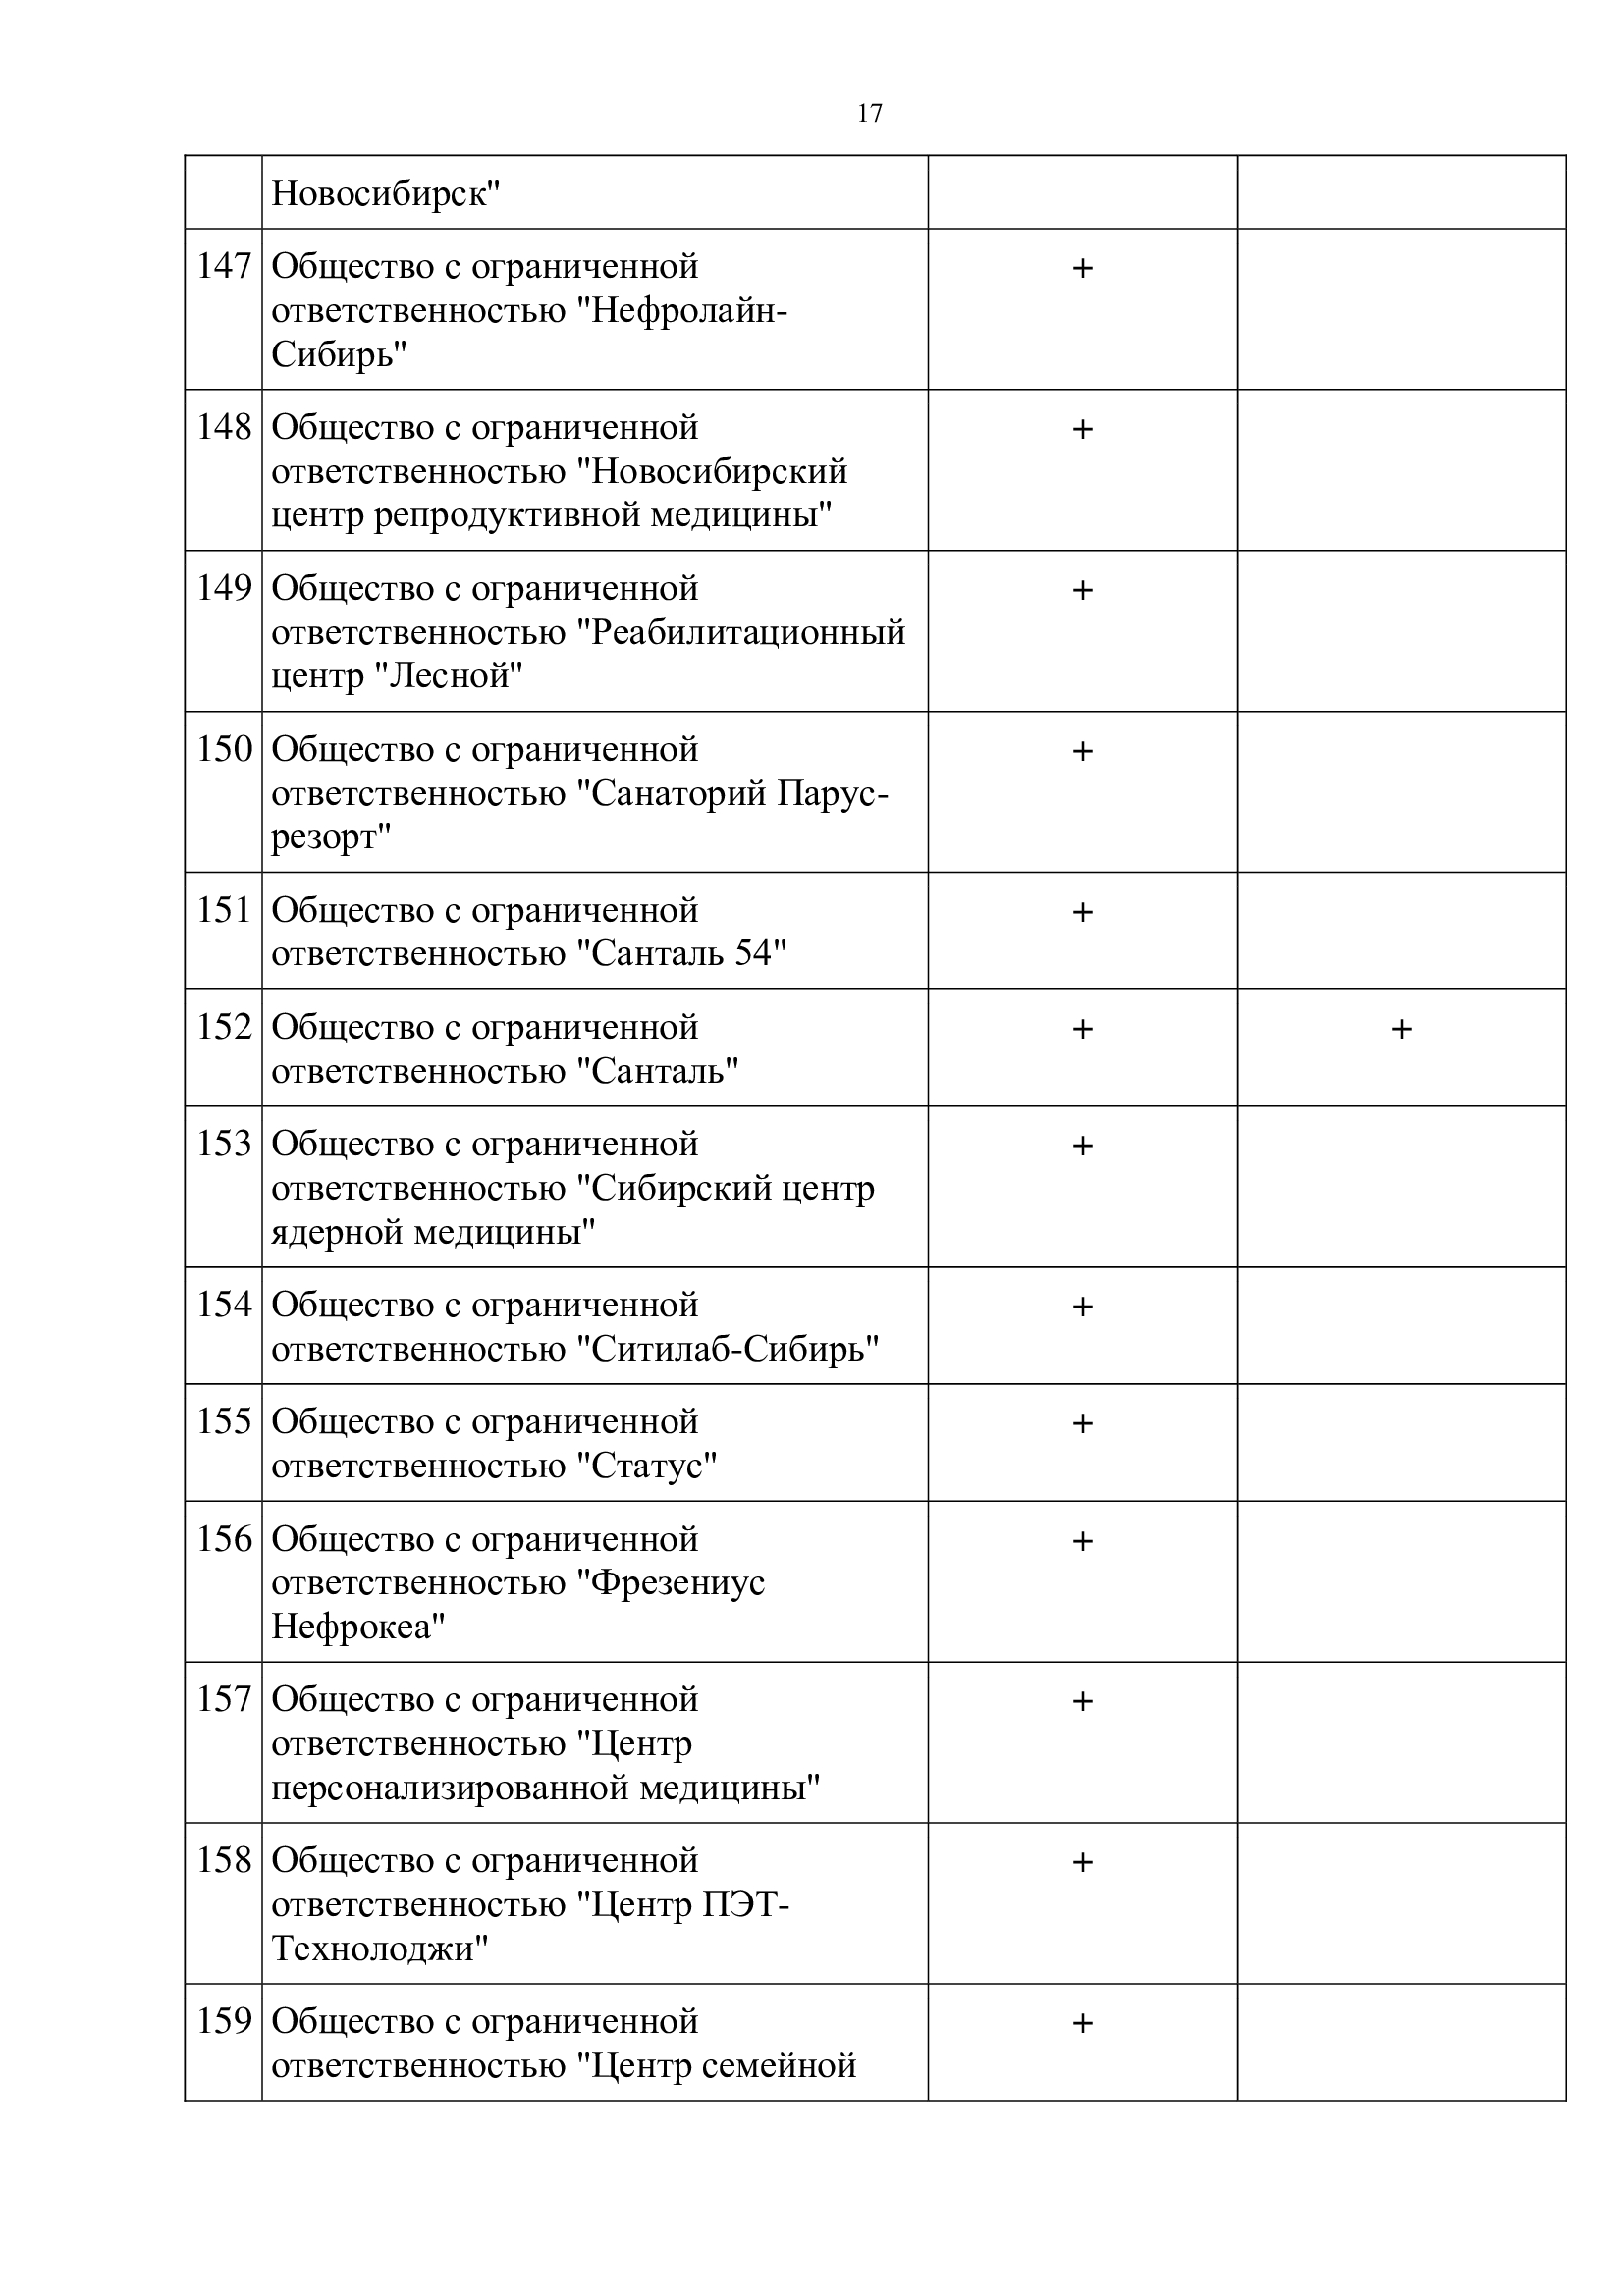 17
Новосибирск"
147 Общество с ограниченной +
ответственностью "Нефролайн-
Сибирь"
148 Общество с ограниченной +
ответственностью "Новосибирский
центр репродуктивной медицины"
149 Общество с ограниченной +
ответственностью "Реабилитационный
центр "Лесной"
150 Общество с ограниченной +
ответственностью "Санаторий Парус-
резорт"
151 Общество с ограниченной +
ответственностью "Санталь 54"
152 Общество с ограниченной + +
ответственностью "Санталь"
153 Общество с ограниченной +
ответственностью "Сибирский центр
ядерной медицины"
154 Общество с ограниченной +
ответственностью "Ситилаб-Сибирь"
155 Общество с ограниченной +
ответственностью "Статус"
156 Общество с ограниченной +
ответственностью "Фрезениус
Нефрокеа"
157 Общество с ограниченной +
ответственностью "Центр
персонализированной медицины"
158 Общество с ограниченной +
ответственностью "Центр ПЭТ-
Технолоджи"
159 Общество с ограниченной +
ответственностью "Центр семейной